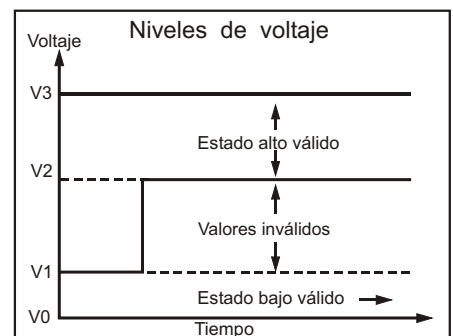 Niveles de voltaje
Voltaje
V3
Estado alto válido
V2
Valores inválidos
V1
Estado bajo válido
V0
Tiempo